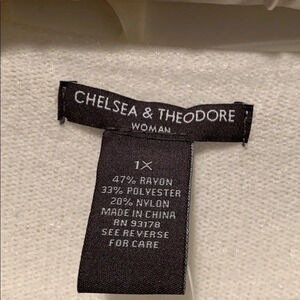 CHELSEA & THEODORE
WOMAN
1X
47% RAYON
33% POLYESTER
20% NYLON
MADE IN CHINA
RN 93178
SEE REVERSE
FOR CARE